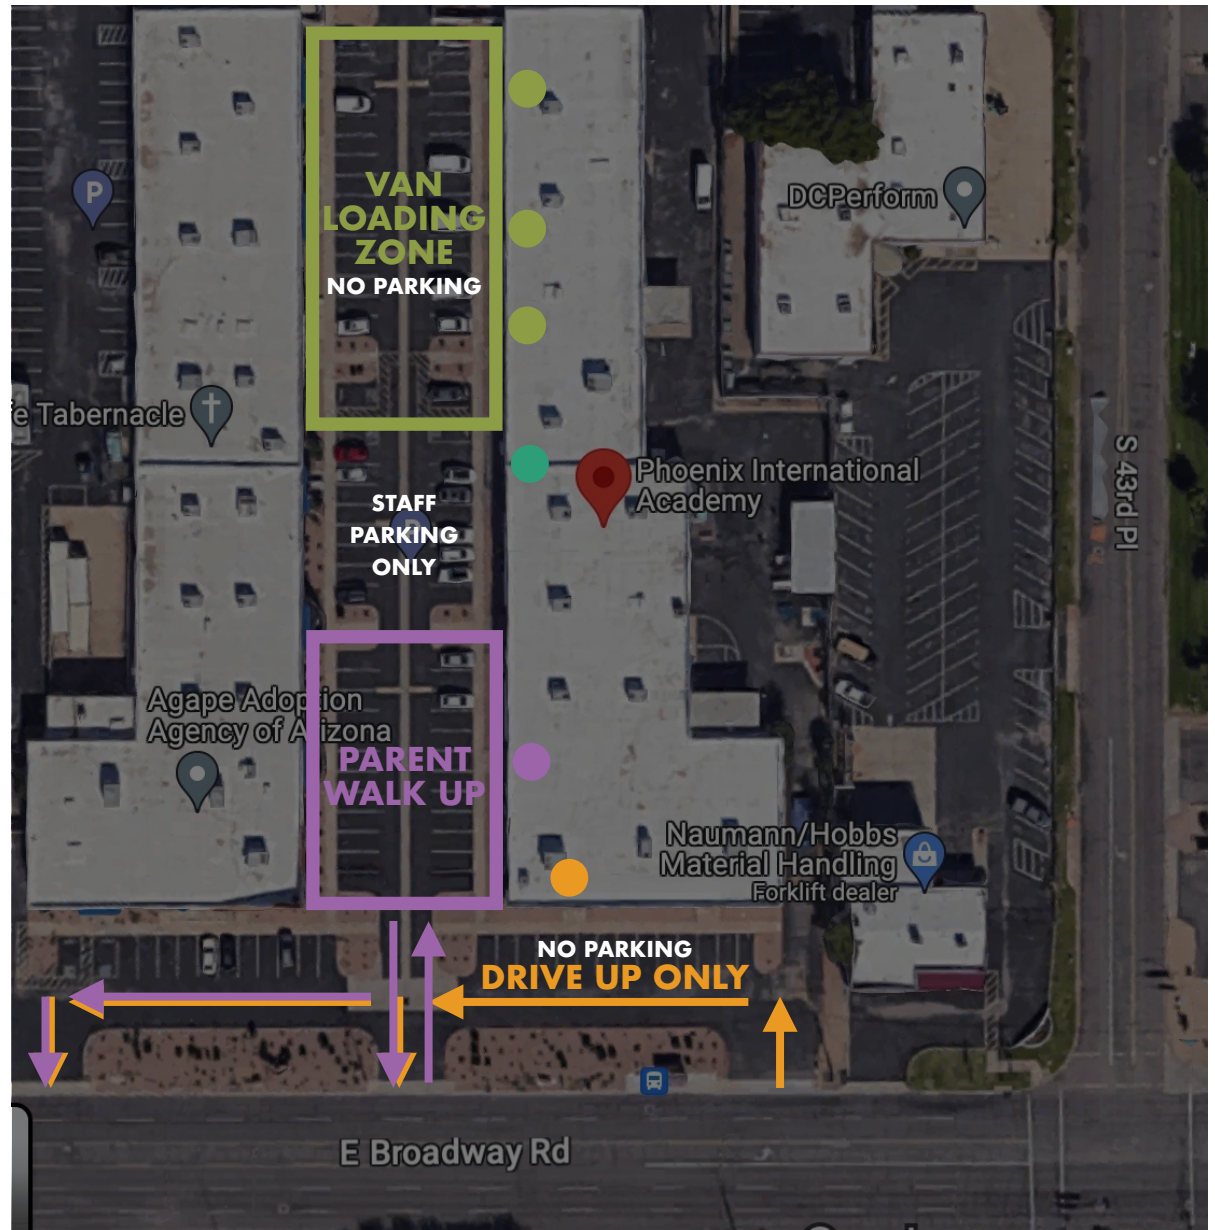 VAN
LOADING
ZONE
NO PARKING
P
DCPerform
e Tabernacle
Phoenix International
Academy
S 43rd Pl
STAFF
PARKING
ONLY
Agape Adoption
Agency of Arizona
PARENT
WALK UP
Naumann/Hobbs
Material Handling
Forklift dealer
NO PARKING
DRIVE UP ONLY
E Broadway Rd